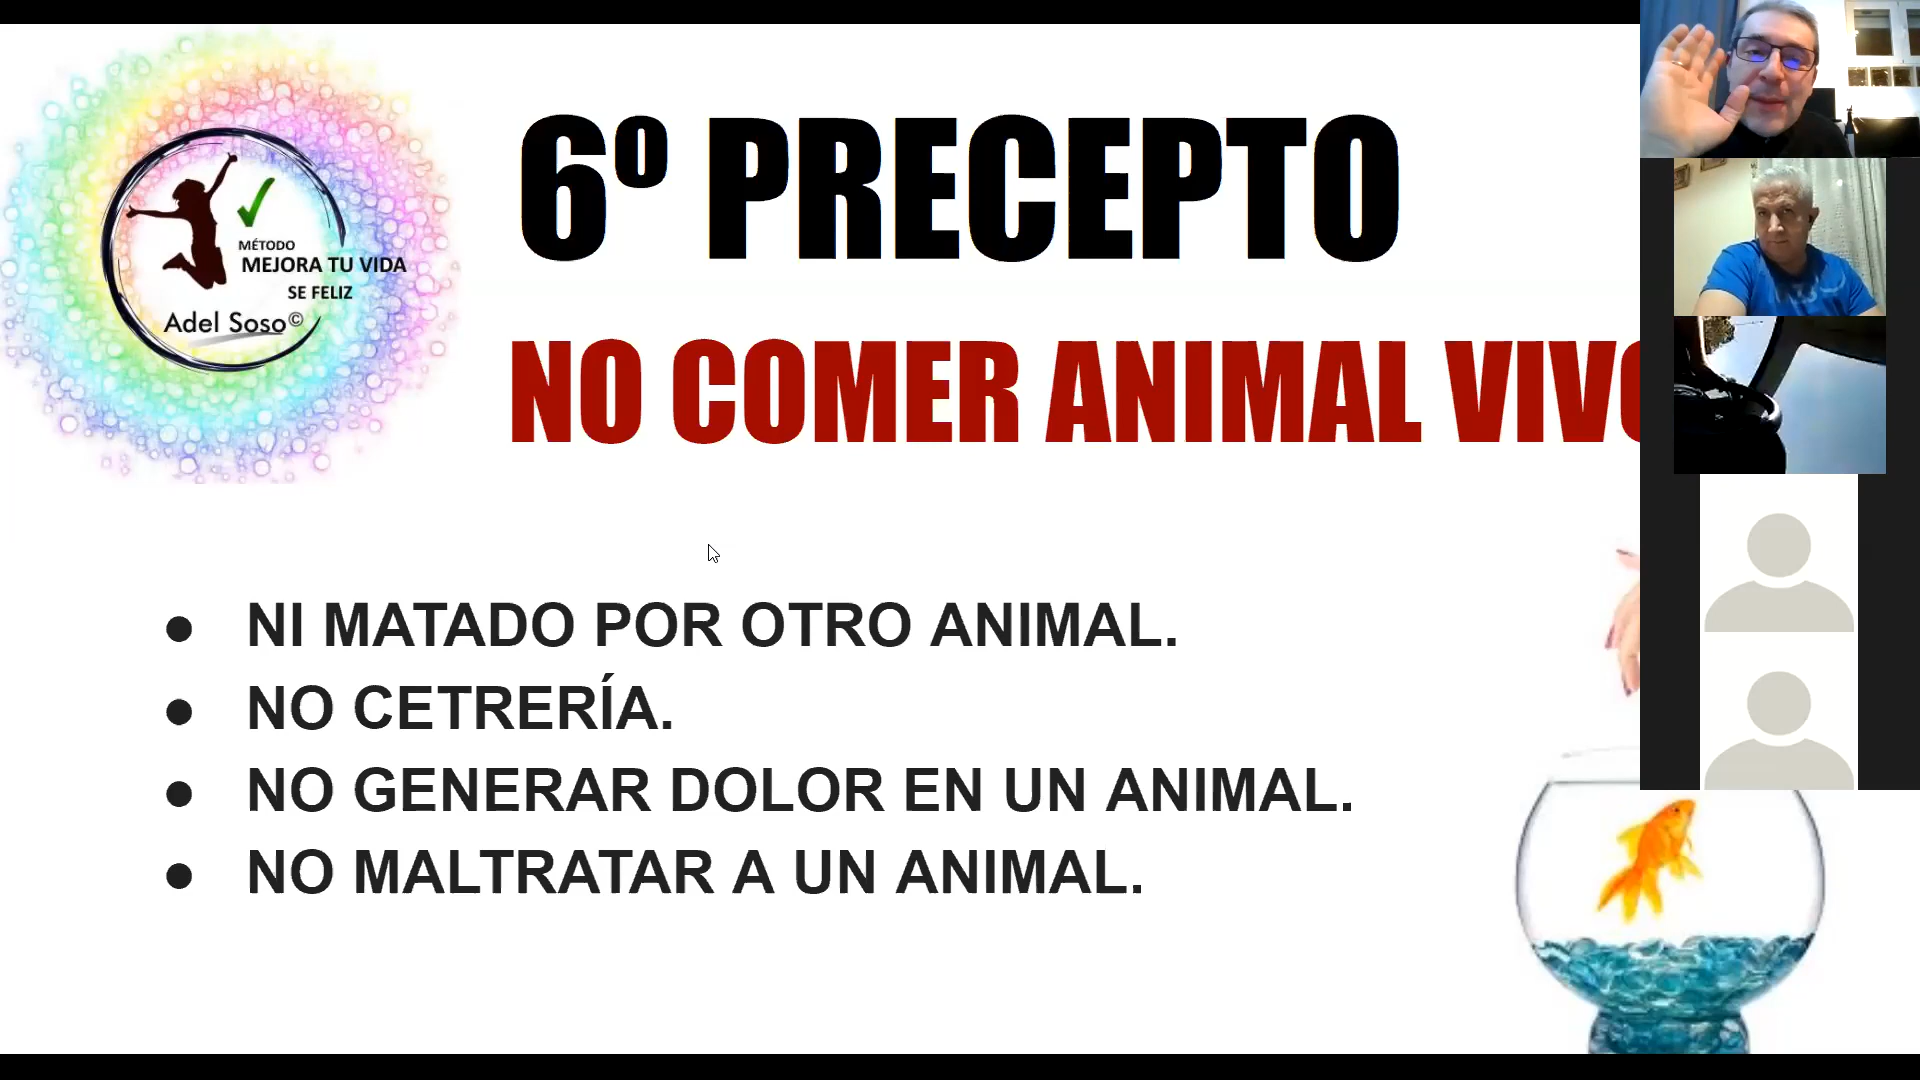 6º PRECEPTO
MÉTODO
MEJORA TU VIDA
SE FELIZ
Adel Soso©
NO COMER ANIMAL VIVO
● NI MATADO POR OTRO ANIMAL.
● NO CETRERÍA.
● NO GENERAR DOLOR EN UN ANIMAL.
● NO MALTRATAR A UN ANIMAL.